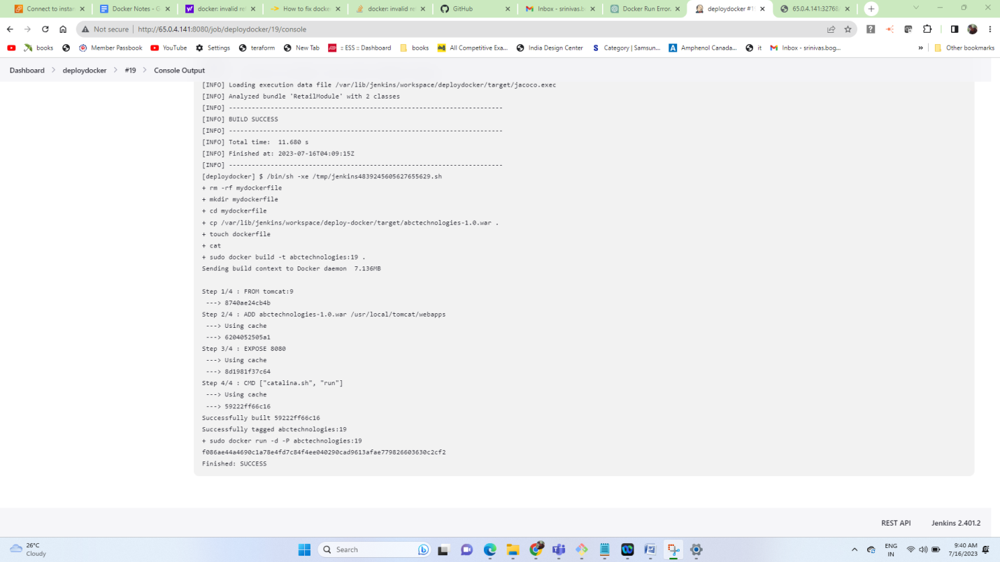 Connect to instan
Docker Notes - G
docker: invalid re
How to fix docke
docker: invalid re
GitHub
Inbox - srinivas.b
Docker Run Error.
deploydocker #1
65.0.4.141:32768
Not secure
http://65.0.4.141:8080/job/deploydocker/19/console
books
Member Passbook
YouTube
Settings
teraform
New Tab
:: ESS :: Dashboard
books
All Competitive Exa...
India Design Center
S Category | Samsun...
A Amphenol Canada...
it
Inbox - srinivas.bog...
»
Other bookmarks
Dashboard > deploydocker > #19 > Console Output
[INFO] Loading execution data file /var/lib/jenkins/workspace/deploydocker/target/jacoco.exec
[INFO] Analyzed bundle 'RetailModule' with 2 classes
[INFO] ------------------------------------------------------------------------
[INFO] BUILD SUCCESS
[INFO] ------------------------------------------------------------------------
[INFO] Total time:  11.680 s
[INFO] Finished at: 2023-07-16T04:09:15Z
[INFO] ------------------------------------------------------------------------
[deploydocker] $ /bin/sh -xe /tmp/jenkins4839245605627655629.sh
+ rm -rf mydockerfile
+ mkdir mydockerfile
+ cd mydockerfile
+ cp /var/lib/jenkins/workspace/deploy-docker/target/abctechnologies-1.0.war .
+ touch dockerfile
+ cat
+ sudo docker build -t abctechnologies:19 .
Sending build context to Docker daemon  7.136MB
Step 1/4 : FROM tomcat:9
---> 8740ae24cb4b
Step 2/4 : ADD abctechnologies-1.0.war /usr/local/tomcat/webapps
---> Using cache
---> 6204052505a1
Step 3/4 : EXPOSE 8080
---> Using cache
---> 8d1981f37c64
Step 4/4 : CMD ["catalina.sh", "run"]
---> Using cache
---> 59222ff66c16
Successfully built 59222ff66c16
Successfully tagged abctechnologies:19
+ sudo docker run -d -P abctechnologies:19
f086ae44a4690c1a78e4fd7c84f4ee040290cad9613afae779826603630c2cf2
Finished: SUCCESS
REST API
Jenkins 2.401.2
26°C
Cloudy
Search
ENG
IN
9:40 AM
7/16/2023